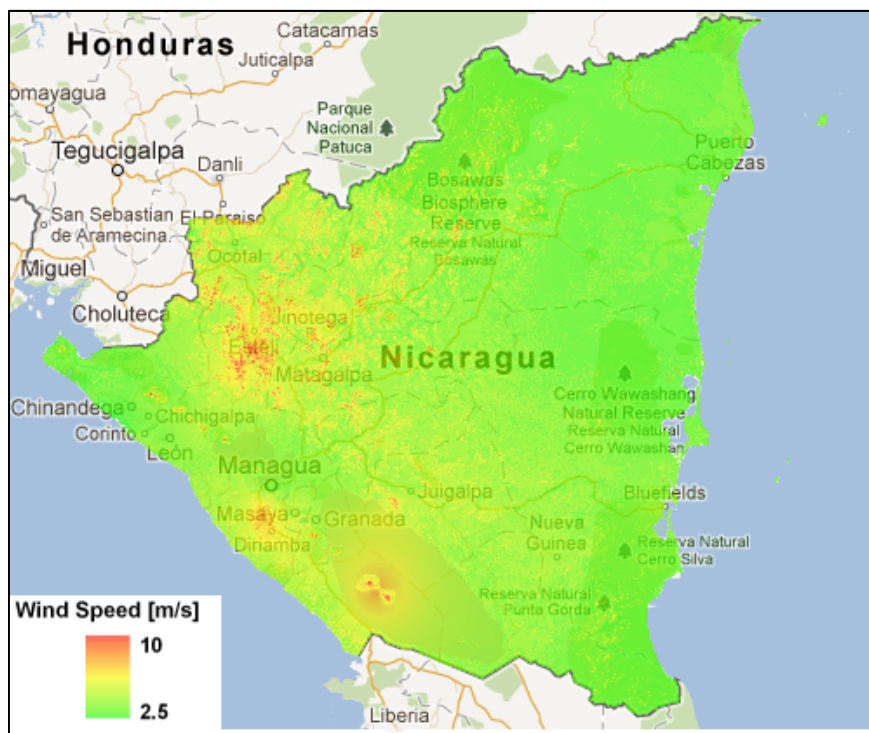 Honduras
Catacamas
Juticalpa
omayagua
Parque
Nacional
Patuca
Tegucigalpa
Danli
Puerto
Cabezas
Bosawas
Biosphere
Reserve
Reserva Natural
Bosawas
San Sebastian
de Aramecina
El Paraiso
Ocotal
Miguel
Choluteca
Jinotega
Esteli
Matagalpa
Nicaragua
Cerro Wawashang
Natural Reserve
Reserva Natural
Cerro Wawashan
Chinandega
Chichigalpa
Corinto
León
Managua
Juigalpa
Bluefields
Masaya
Granada
Diriamba
Nueva
Guinea
Reserva Natural
Cerro Silva
Reserva Natural
Punta Gorda
Wind Speed [m/s]
10
2.5
Liberia